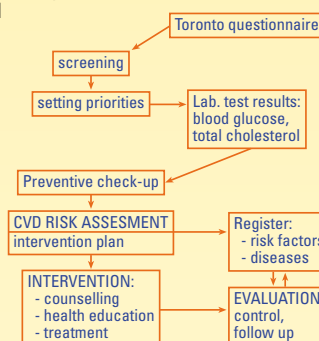 Toronto questionnaire
screening
setting priorities
Lab. test results:
blood glucose,
total cholesterol
Preventive check-up
CVD RISK ASSESMENT
intervention plan
Register:
- risk factors
- diseases
INTERVENTION:
- counselling
- health education
- treatment
EVALUATION
control,
follow up